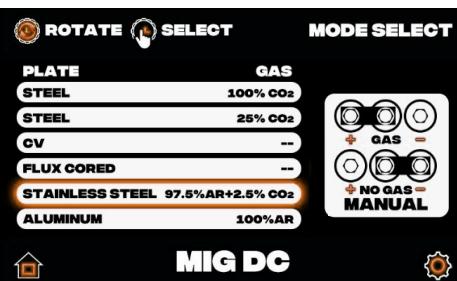 ROTATE SELECT MODE SELECT
PLATE GAS
STEEL 100% CO2
STEEL 25% CO2
CV --
FLUX CORED --
STAINLESS STEEL 97.5%AR+2.5% CO2
ALUMINUM 100%AR
+ GAS -
+ NO GAS -
MANUAL
MIG DC